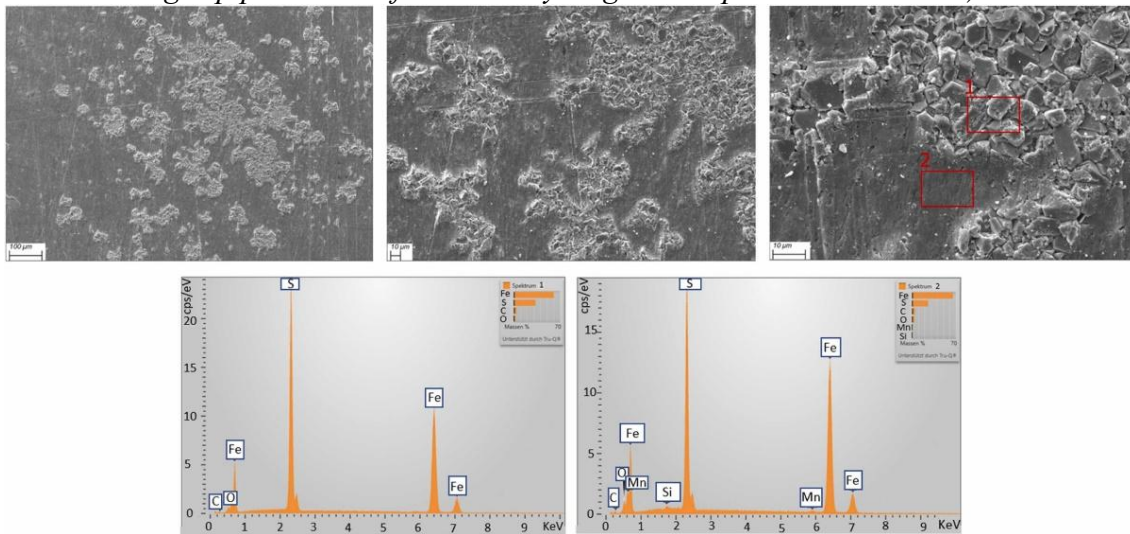 100 µm
10 µm
10 µm
1
2
cps/eV
20
15
10
5
0
S
Fe
Fe
Fe
C
O
0 1 2 3 4 5 6 7 8 9 KeV
Spektrum 1
Fe
S
C
O
Massen % 70
Unterstützt durch Tru-Q®
cps/eV
15
10
5
0
S
Fe
Fe
Fe
O
Mn
C
Si
Mn
0 1 2 3 4 5 6 7 8 9 KeV
Spektrum 2
Fe
S
C
O
Mn
Si
Massen % 70
Unterstützt durch Tru-Q®